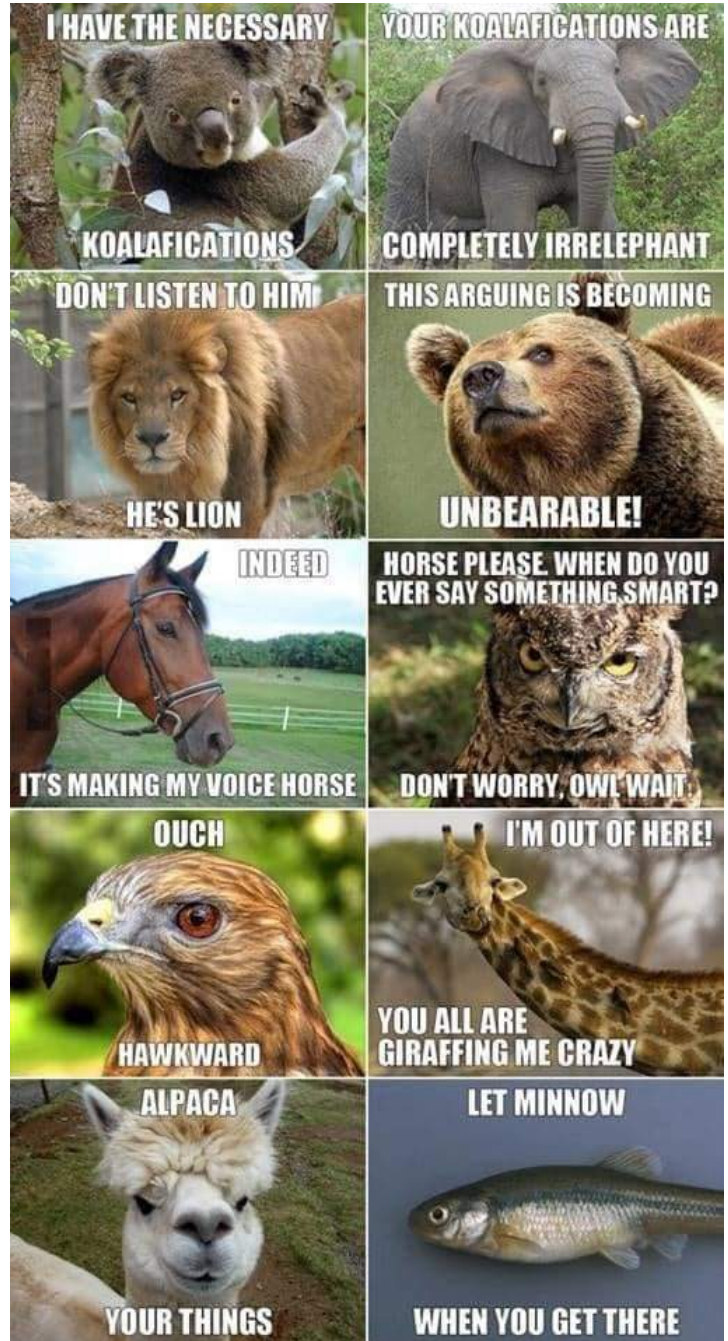 I HAVE THE NECESSARY
KOALAFICATIONS
YOUR KOALAFICATIONS ARE
COMPLETELY IRRELEPHANT
DON'T LISTEN TO HIM
HE'S LION
THIS ARGUING IS BECOMING
UNBEARABLE!
INDEED
IT'S MAKING MY VOICE HORSE
HORSE PLEASE. WHEN DO YOU
EVER SAY SOMETHING SMART?
DON'T WORRY, OWL WAIT.
OUCH
HAWKWARD
I'M OUT OF HERE!
YOU ALL ARE
GIRAFFING ME CRAZY
ALPACA
YOUR THINGS
LET MINNOW
WHEN YOU GET THERE